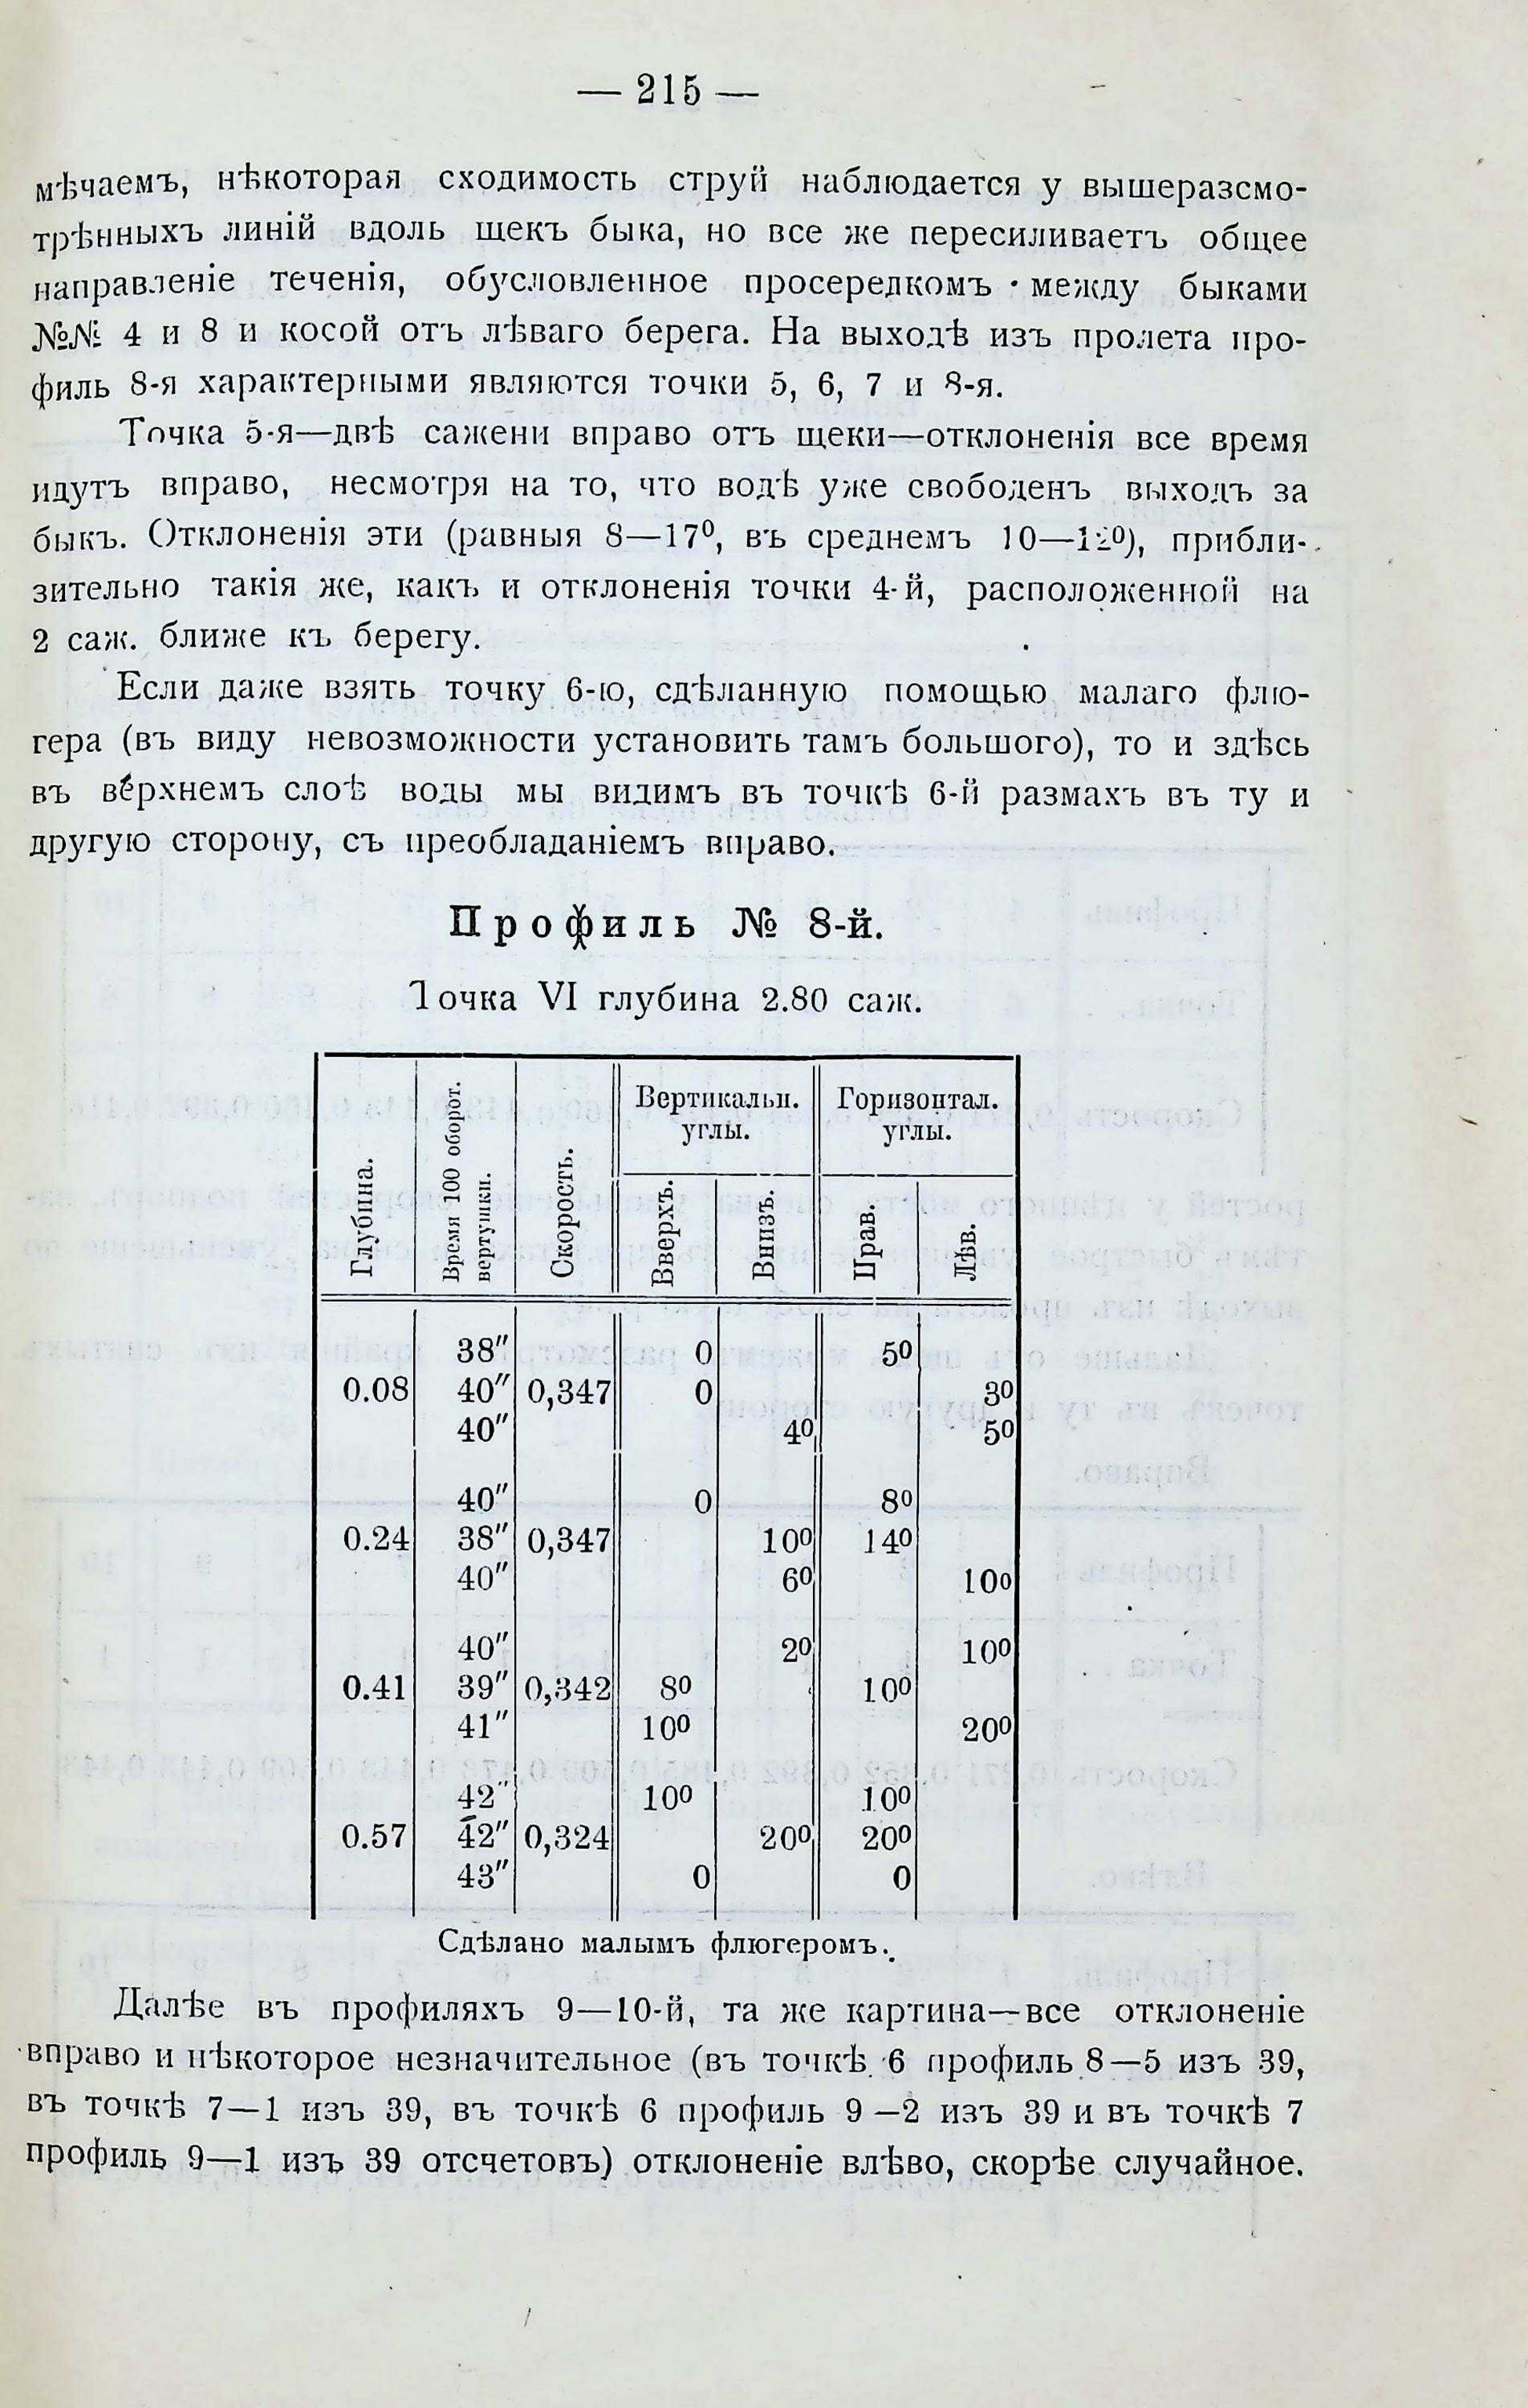 — 215 —
мѣчаемъ, нѣкоторая сходимость струй наблюдается у вышеразсмо-
трѣнныхъ линій вдоль щекъ быка, но все же пересиливаетъ общее
направленіе теченія, обусловленное просередкомъ между быками
№№ 4 и 8 и косой отъ лѣваго берега. На выходѣ изъ пролета про-
филь 8-я характерными являются точки 5, 6, 7 и 8-я.
Точка 5-я—двѣ сажени вправо отъ щеки—отклоненія все время
идутъ вправо, несмотря на то, что водѣ уже свободенъ выходъ за
быкъ. Отклоненія эти (равныя 8—17⁰, въ среднемъ 10—12⁰), прибли-
зительно такія же, какъ и отклоненія точки 4-й, расположенной на
2 саж. ближе къ берегу.
Если даже взять точку 6-ю, сдѣланную помощью малаго флю-
гера (въ виду невозможности установить тамъ большого), то и здѣсь
въ верхнемъ слоѣ воды мы видимъ въ точкѣ 6-й размахъ въ ту и
другую сторону, съ преобладаніемъ вправо.
Профиль № 8-й.
Точка VI глубина 2.80 саж.
Глубина.
Время 100 оборот.
вертушки.
Скорость.
Вертикальн.
углы.
Горизонтал.
углы.
Вверхъ.
Внизъ.
Прав.
Лѣв.
38″ 0 5⁰
0.08 40″ 0,347 0 3⁰
40″ 4⁰ 5⁰
40″ 0 8⁰
0.24 38″ 0,347 10⁰ 14⁰
40″ 6⁰ 10⁰
40″ 2⁰ 10⁰
0.41 39″ 0,342 8⁰ 10⁰
41″ 10⁰ 20⁰
42″ 10⁰ 10⁰
0.57 42″ 0,324 20⁰ 20⁰
43″ 0 0
Сдѣлано малымъ флюгеромъ.
Далѣе въ профиляхъ 9—10-й, та же картина—все отклоненіе
вправо и нѣкоторое незначительное (въ точкѣ 6 профиль 8—5 изъ 39,
въ точкѣ 7—1 изъ 39, въ точкѣ 6 профиль 9—2 изъ 39 и въ точкѣ 7
профиль 9—1 изъ 39 отсчетовъ) отклоненіе влѣво, скорѣе случайное.